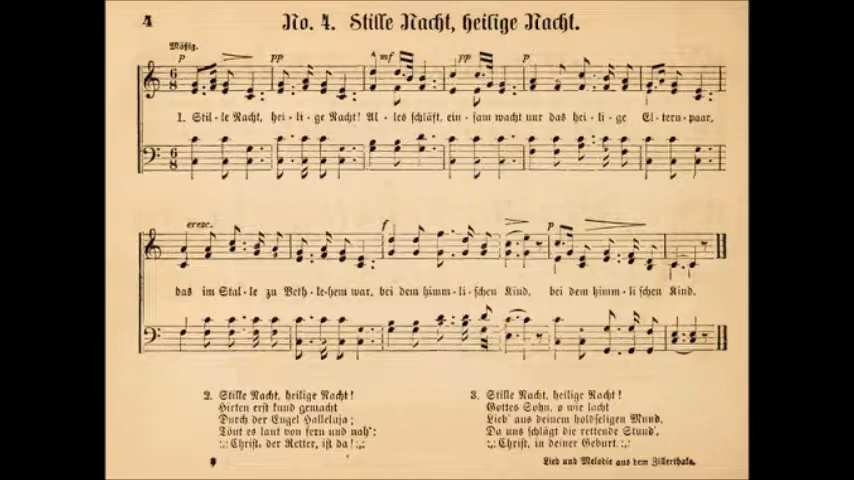 4
No. 4. Stille Nacht, heilige Nacht.
Mäßig.
p pp mf pp p
1. Stil-le Nacht, hei-li-ge Nacht! Al-les schläft, ein-sam wacht nur das hei-li-ge El-tern-paar,
cresc. f p
das im Stal-le zu Beth-le-hem war, bei dem himm-li-schen Kind, bei dem himm-li schen Kind.
2. Stille Nacht, heilige Nacht!
Hirten erst kund gemacht
Durch der Engel Halleluja;
Tönt es laut von fern und nah':
:,: Christ, der Retter, ist da! :,:
3. Stille Nacht, heilige Nacht!
Gottes Sohn, o wie lacht
Lieb' aus deinem holdseligen Mund,
Da uns schlägt die rettende Stund',
:,: Christ, in deiner Geburt. :,:
Lied und Melodie aus dem Zillerthale.